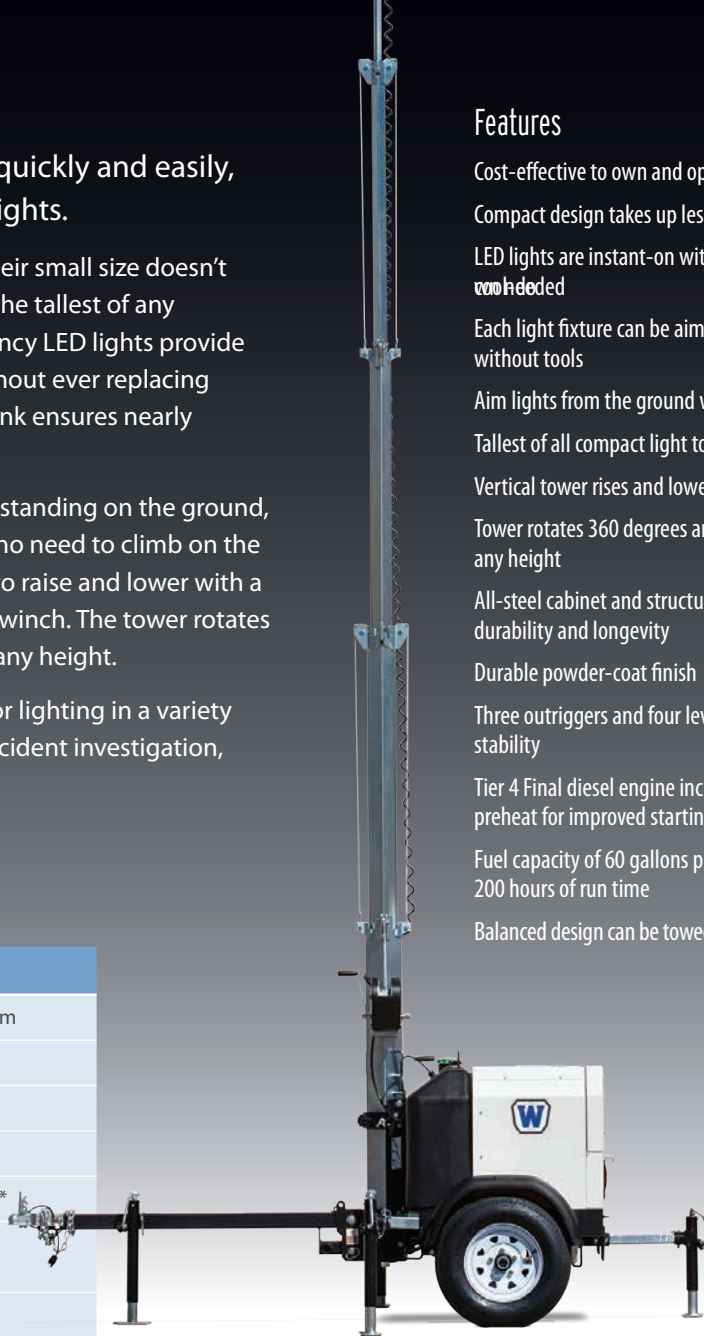 quickly and easily,
ights.
eir small size doesn't
he tallest of any
ncy LED lights provide
hout ever replacing
nk ensures nearly
standing on the ground,
no need to climb on the
to raise and lower with a
winch. The tower rotates
any height.
or lighting in a variety
cident investigation,
m
*
Features
Cost-effective to own and op
Compact design takes up les
LED lights are instant-on wit
Each light fixture can be aim
without tools
Aim lights from the ground w
Tallest of all compact light to
Vertical tower rises and lowe
Tower rotates 360 degrees an
any height
All-steel cabinet and structu
durability and longevity
Durable powder-coat finish
Three outriggers and four lev
stability
Tier 4 Final diesel engine inc
preheat for improved startin
Fuel capacity of 60 gallons p
200 hours of run time
Balanced design can be towe
W